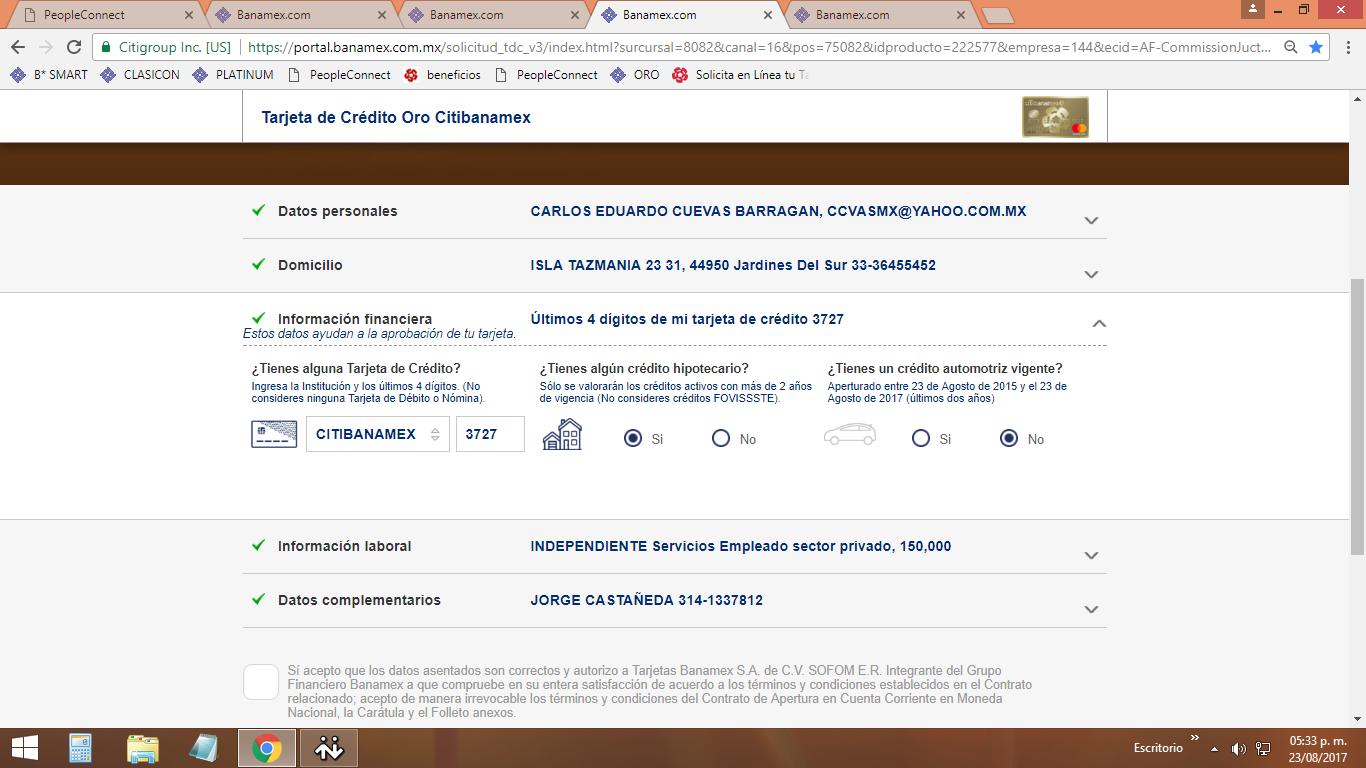 PeopleConnect
Banamex.com
Banamex.com
Banamex.com
Banamex.com
Citigroup Inc. [US]
https://portal.banamex.com.mx/solicitud_tdc_v3/index.html?surcursal=8082&canal=16&pos=75082&idproducto=222577&empresa=144&ecid=AF-CommissionJuct...
B* SMART
CLASICON
PLATINUM
PeopleConnect
beneficios
PeopleConnect
ORO
Solicita en Línea tu Ta
Tarjeta de Crédito Oro Citibanamex
Datos personales
CARLOS EDUARDO CUEVAS BARRAGAN, CCVASMX@YAHOO.COM.MX
Domicilio
ISLA TAZMANIA 23 31, 44950 Jardines Del Sur 33-36455452
Información financiera
Últimos 4 dígitos de mi tarjeta de crédito 3727
Estos datos ayudan a la aprobación de tu tarjeta.
¿Tienes alguna Tarjeta de Crédito?
Ingresa la Institución y los últimos 4 dígitos. (No
consideres ninguna Tarjeta de Débito o Nómina).
CITIBANAMEX
3727
¿Tienes algún crédito hipotecario?
Sólo se valorarán los créditos activos con más de 2 años
de vigencia (No consideres créditos FOVISSSTE).
Si
No
¿Tienes un crédito automotriz vigente?
Aperturado entre 23 de Agosto de 2015 y el 23 de
Agosto de 2017 (últimos dos años)
Si
No
Información laboral
INDEPENDIENTE Servicios Empleado sector privado, 150,000
Datos complementarios
JORGE CASTAÑEDA 314-1337812
Sí acepto que los datos asentados son correctos y autorizo a Tarjetas Banamex S.A. de C.V. SOFOM E.R. Integrante del Grupo
Financiero Banamex a que compruebe en su entera satisfacción de acuerdo a los términos y condiciones establecidos en el Contrato
relacionado; acepto de manera irrevocable los términos y condiciones del Contrato de Apertura en Cuenta Corriente en Moneda
Nacional, la Carátula y el Folleto anexos.
Escritorio
05:33 p. m.
23/08/2017